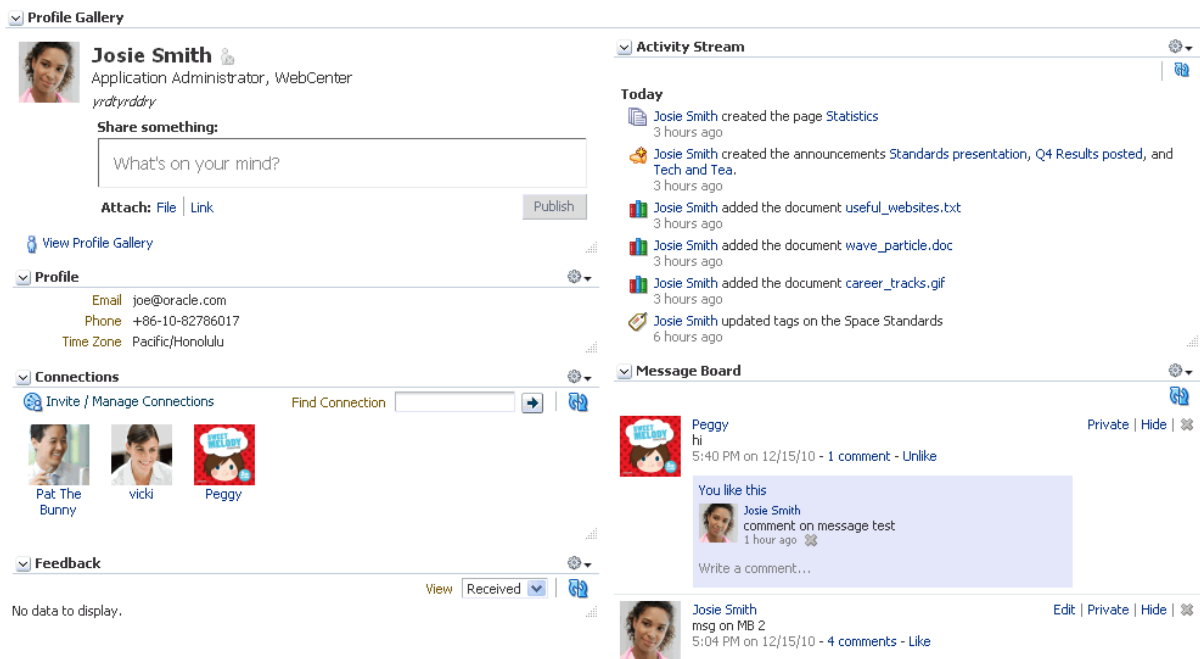 Profile Gallery
Josie Smith
Application Administrator, WebCenter
yrdtyrddry
Share something:
What's on your mind?
Attach: File | Link
Publish
View Profile Gallery
Profile
Email joe@oracle.com
Phone +86-10-82786017
Time Zone Pacific/Honolulu
Connections
Invite / Manage Connections
Find Connection
Pat The
Bunny
vicki
SWEET
MELODY
Peggy
Feedback
View Received
No data to display.
Activity Stream
Today
Josie Smith created the page Statistics
3 hours ago
Josie Smith created the announcements Standards presentation, Q4 Results posted, and
Tech and Tea.
3 hours ago
Josie Smith added the document useful_websites.txt
3 hours ago
Josie Smith added the document wave_particle.doc
3 hours ago
Josie Smith added the document career_tracks.gif
3 hours ago
Josie Smith updated tags on the Space Standards
6 hours ago
Message Board
SWEET
MELODY
Peggy
Private | Hide |
hi
5:40 PM on 12/15/10 - 1 comment - Unlike
You like this
Josie Smith
comment on message test
1 hour ago
Write a comment...
Josie Smith
Edit | Private | Hide |
msg on MB 2
5:04 PM on 12/15/10 - 4 comments - Like